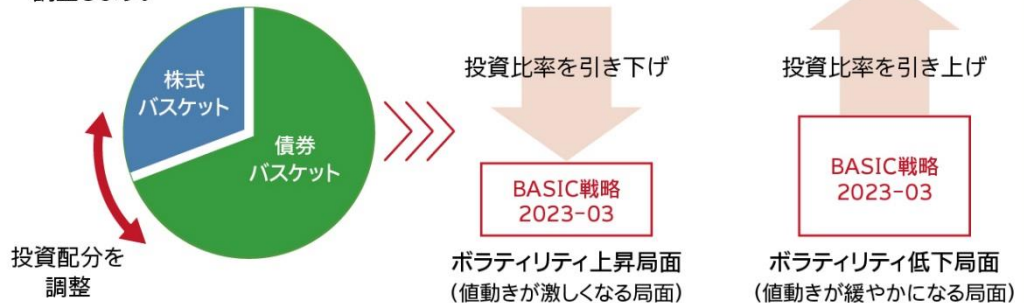 株式
バスケット
債券
バスケット
投資配分を
調整
投資比率を引き下げ
BASIC戦略
2023-03
ボラティリティ上昇局面
(値動きが激しくなる局面)
投資比率を引き上げ
BASIC戦略
2023-03
ボラティリティ低下局面
(値動きが緩やかになる局面)